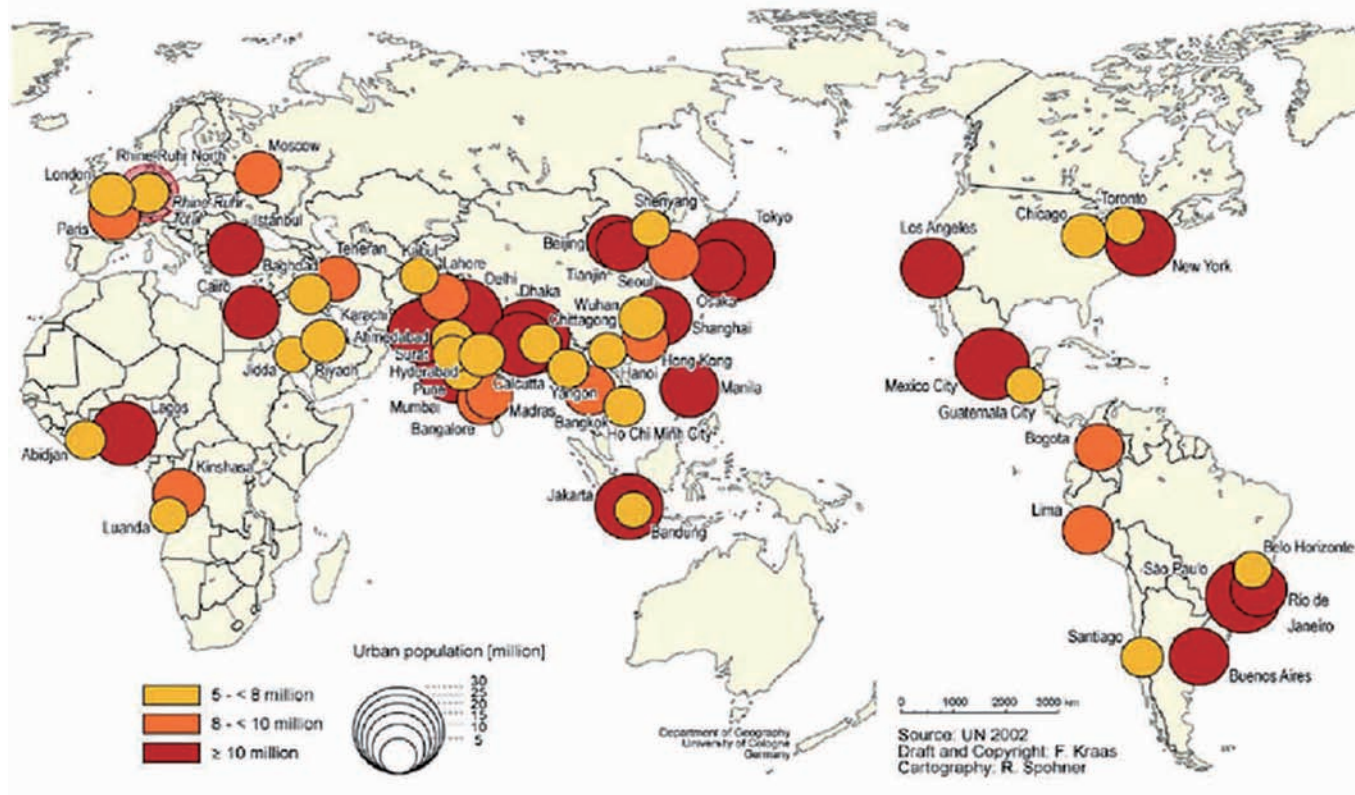 Moscow
Rhine-Ruhr North
London
Rhine-Ruhr
Total
Paris
Istanbul
Teheran
Baghdad
Cairo
Kabul
Lahore
Delhi
Dhaka
Karachi
Ahmedabad
Surat
Hyderabad
Pune
Mumbai
Bangalore
Madras
Calcutta
Chittagong
Yangon
Bangkok
Jidda
Riyadh
Shenyang
Beijing
Tianjin
Seoul
Tokyo
Osaka
Wuhan
Shanghai
Hong Kong
Hanoi
Manila
Ho Chi Minh City
Jakarta
Bandung
Lagos
Abidjan
Kinshasa
Luanda
Los Angeles
Chicago
Toronto
New York
Mexico City
Guatemala City
Bogota
Lima
Belo Horizonte
São Paulo
Rio de
Janeiro
Santiago
Buenos Aires
Urban population [million]
30
25
20
15
10
5
5 - < 8 million
8 - < 10 million
≥ 10 million
Department of Geography
University of Cologne
Germany
0 1000 2000 3000 km
Source: UN 2002
Draft and Copyright: F. Kraas
Cartography: R. Spohner